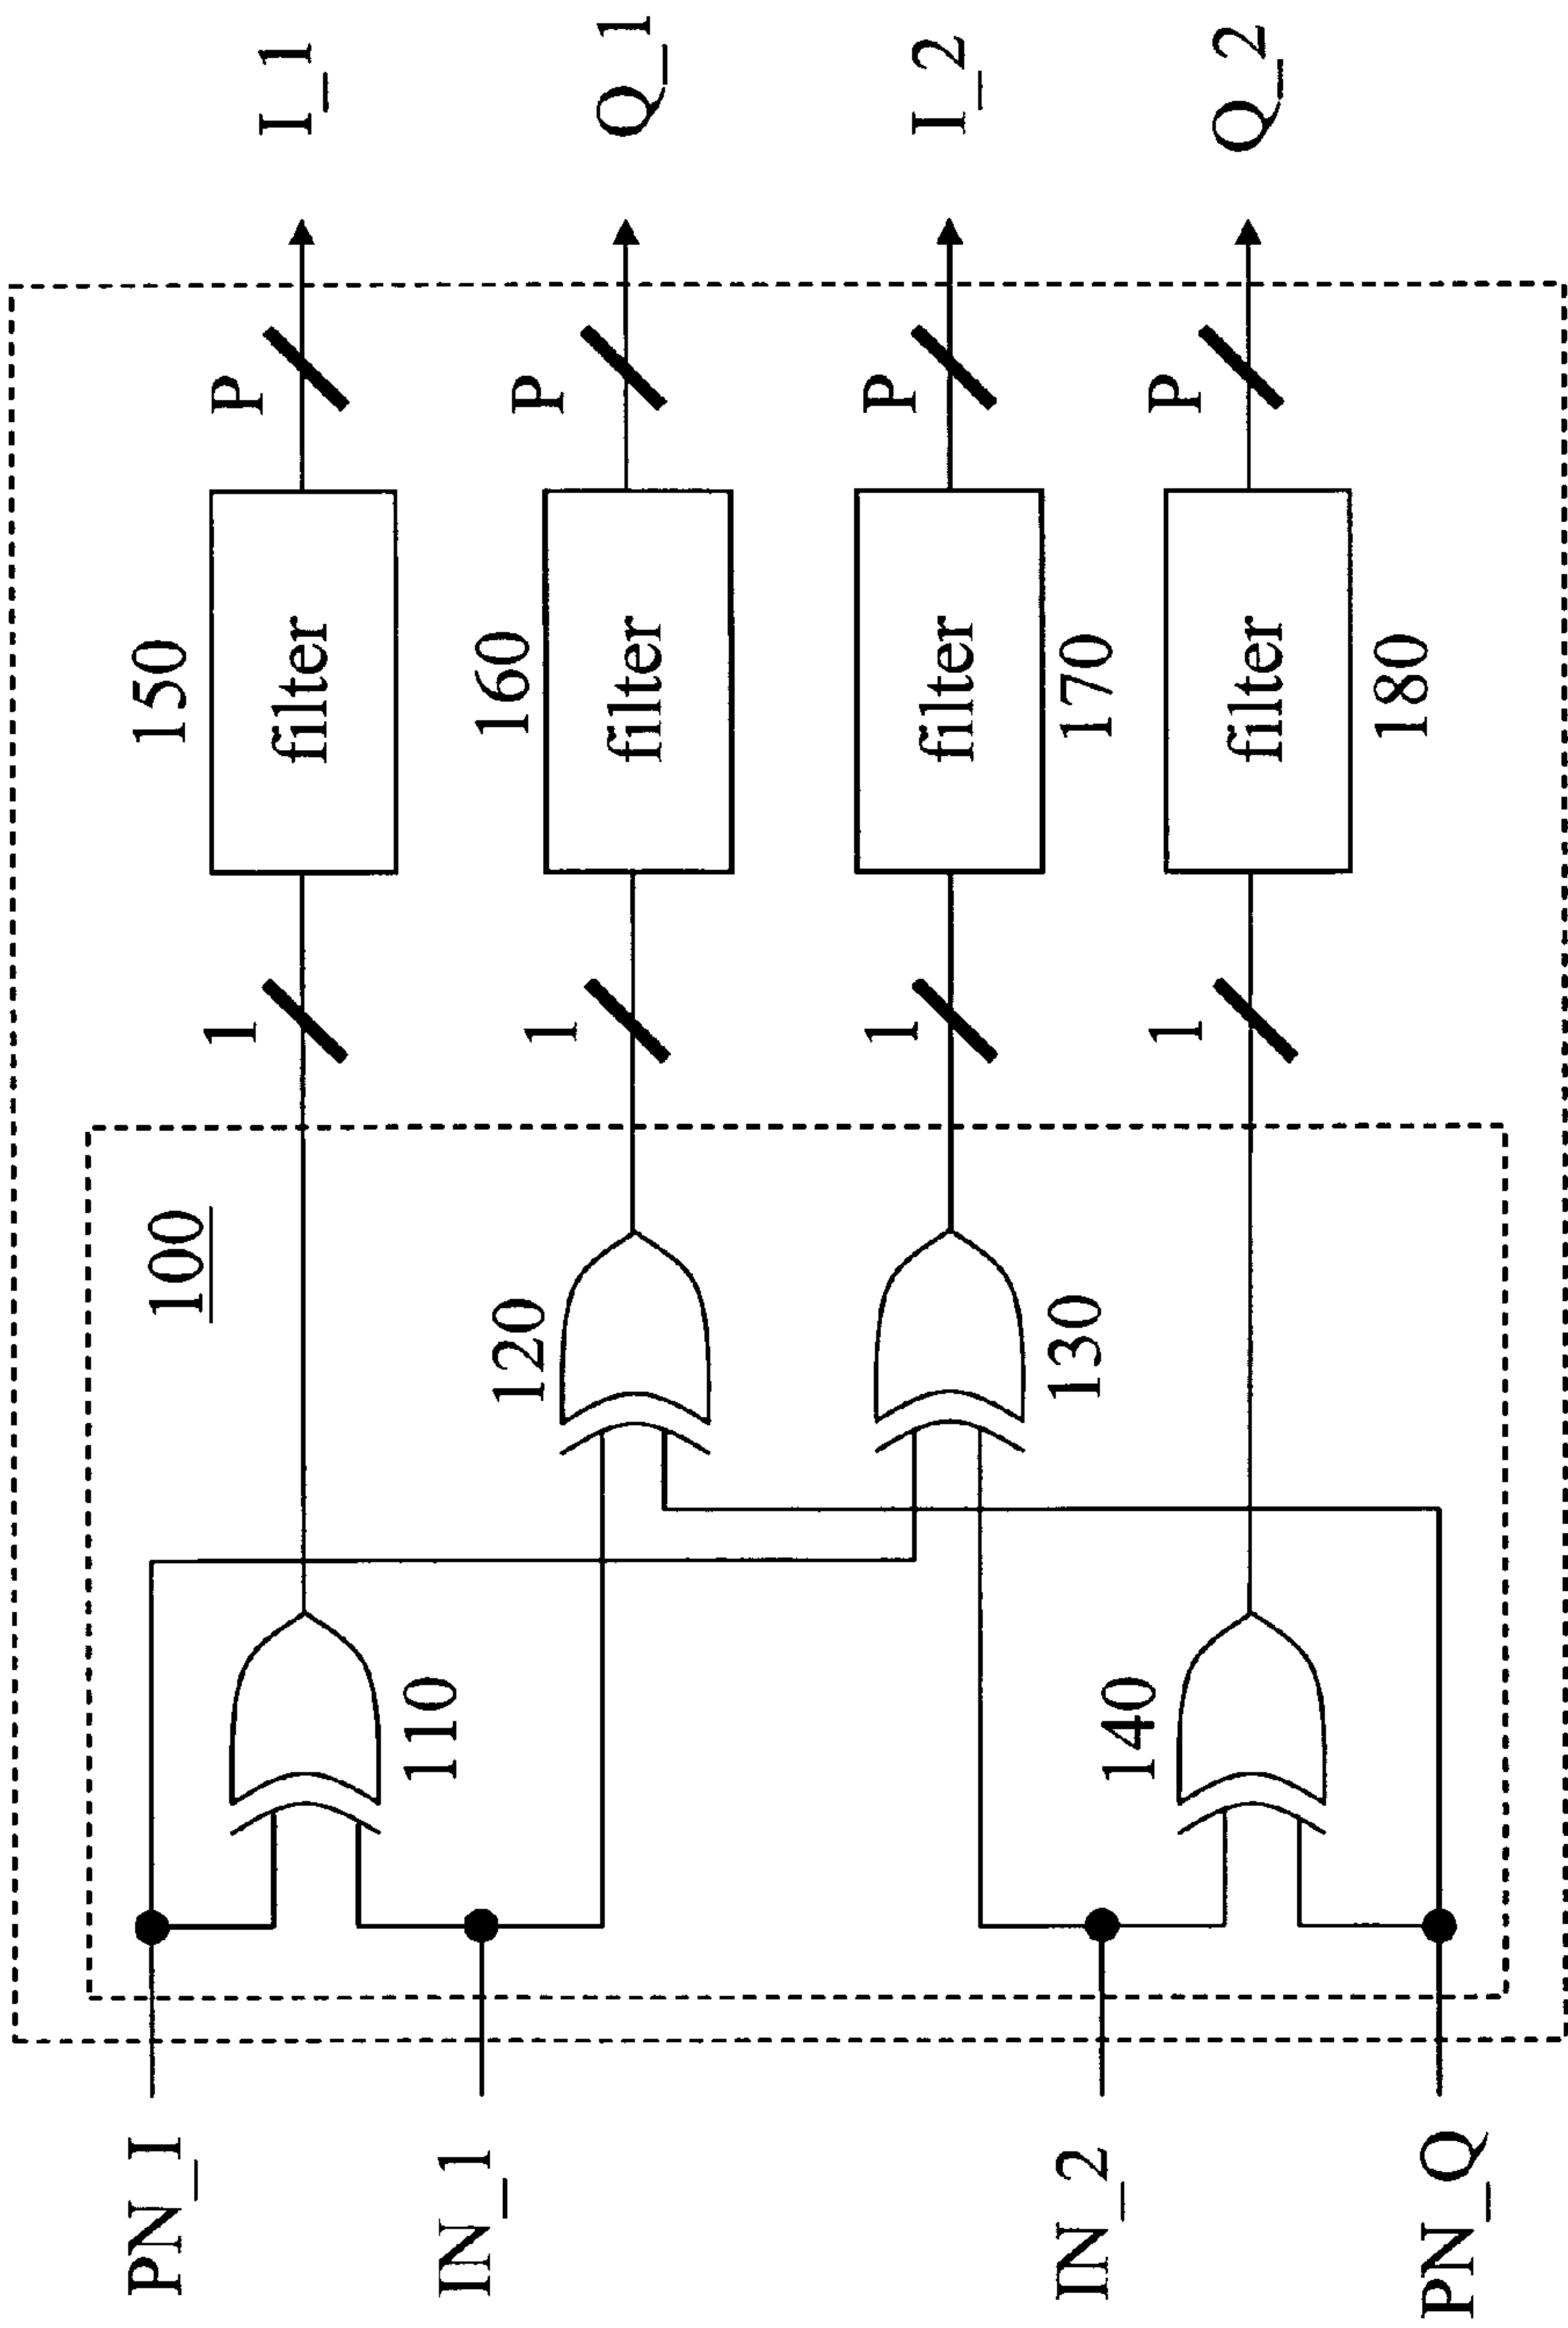 PN_I
IN_1
IN_2
PN_Q
100
110
120
130
140
1
1
1
1
150
filter
160
filter
filter
170
filter
180
P
P
P
P
I_1
Q_1
I_2
Q_2